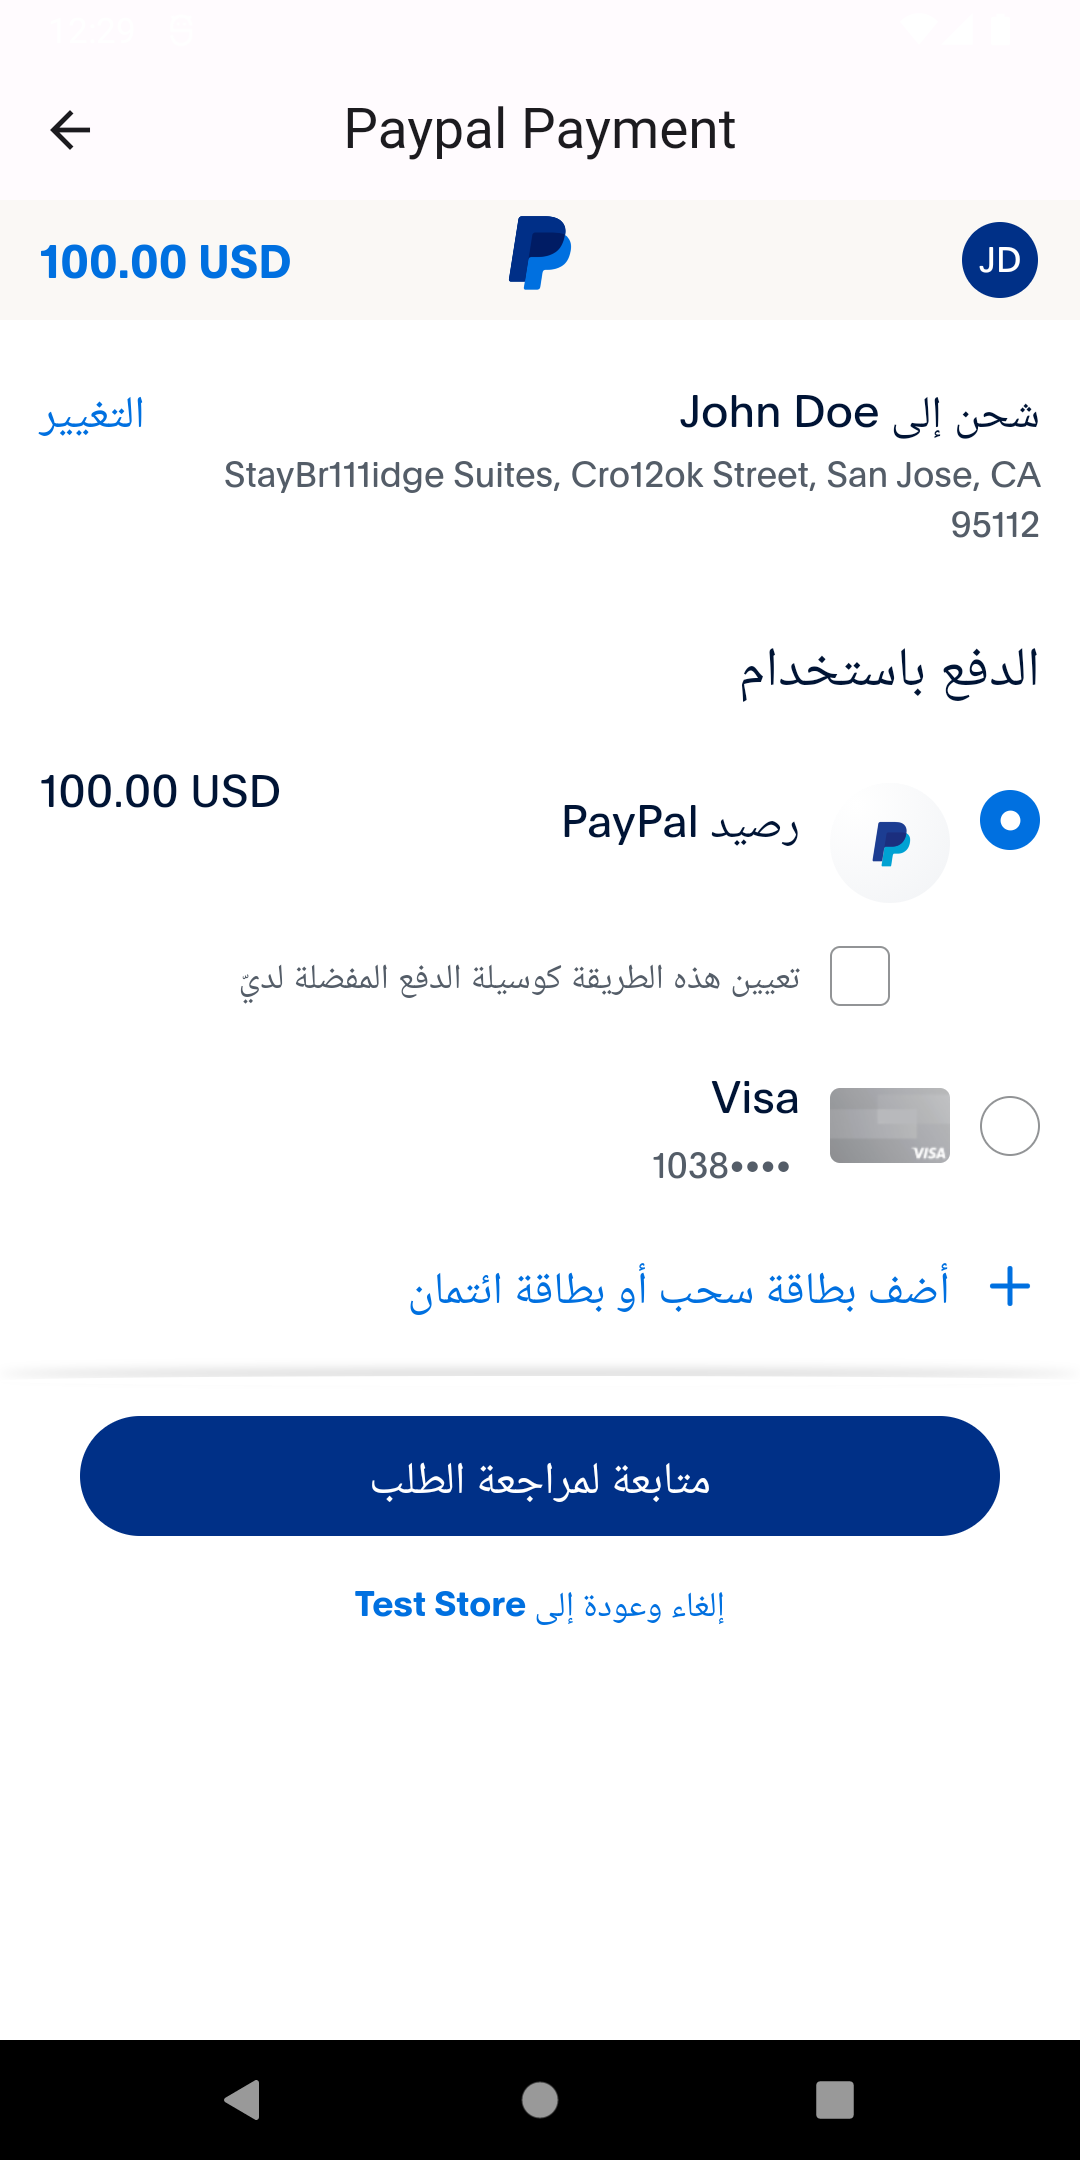 Paypal Payment
100.00 USD
JD
شحن إلى John Doe
التغيير
StayBr111idge Suites, Cro12ok Street, San Jose, CA
95112
الدفع باستخدام
رصيد PayPal
100.00 USD
تعيين هذه الطريقة كوسيلة الدفع المفضلة لديّ
Visa
VISA
1038••••
أضف بطاقة سحب أو بطاقة ائتمان
متابعة لمراجعة الطلب
إلغاء وعودة إلى Test Store